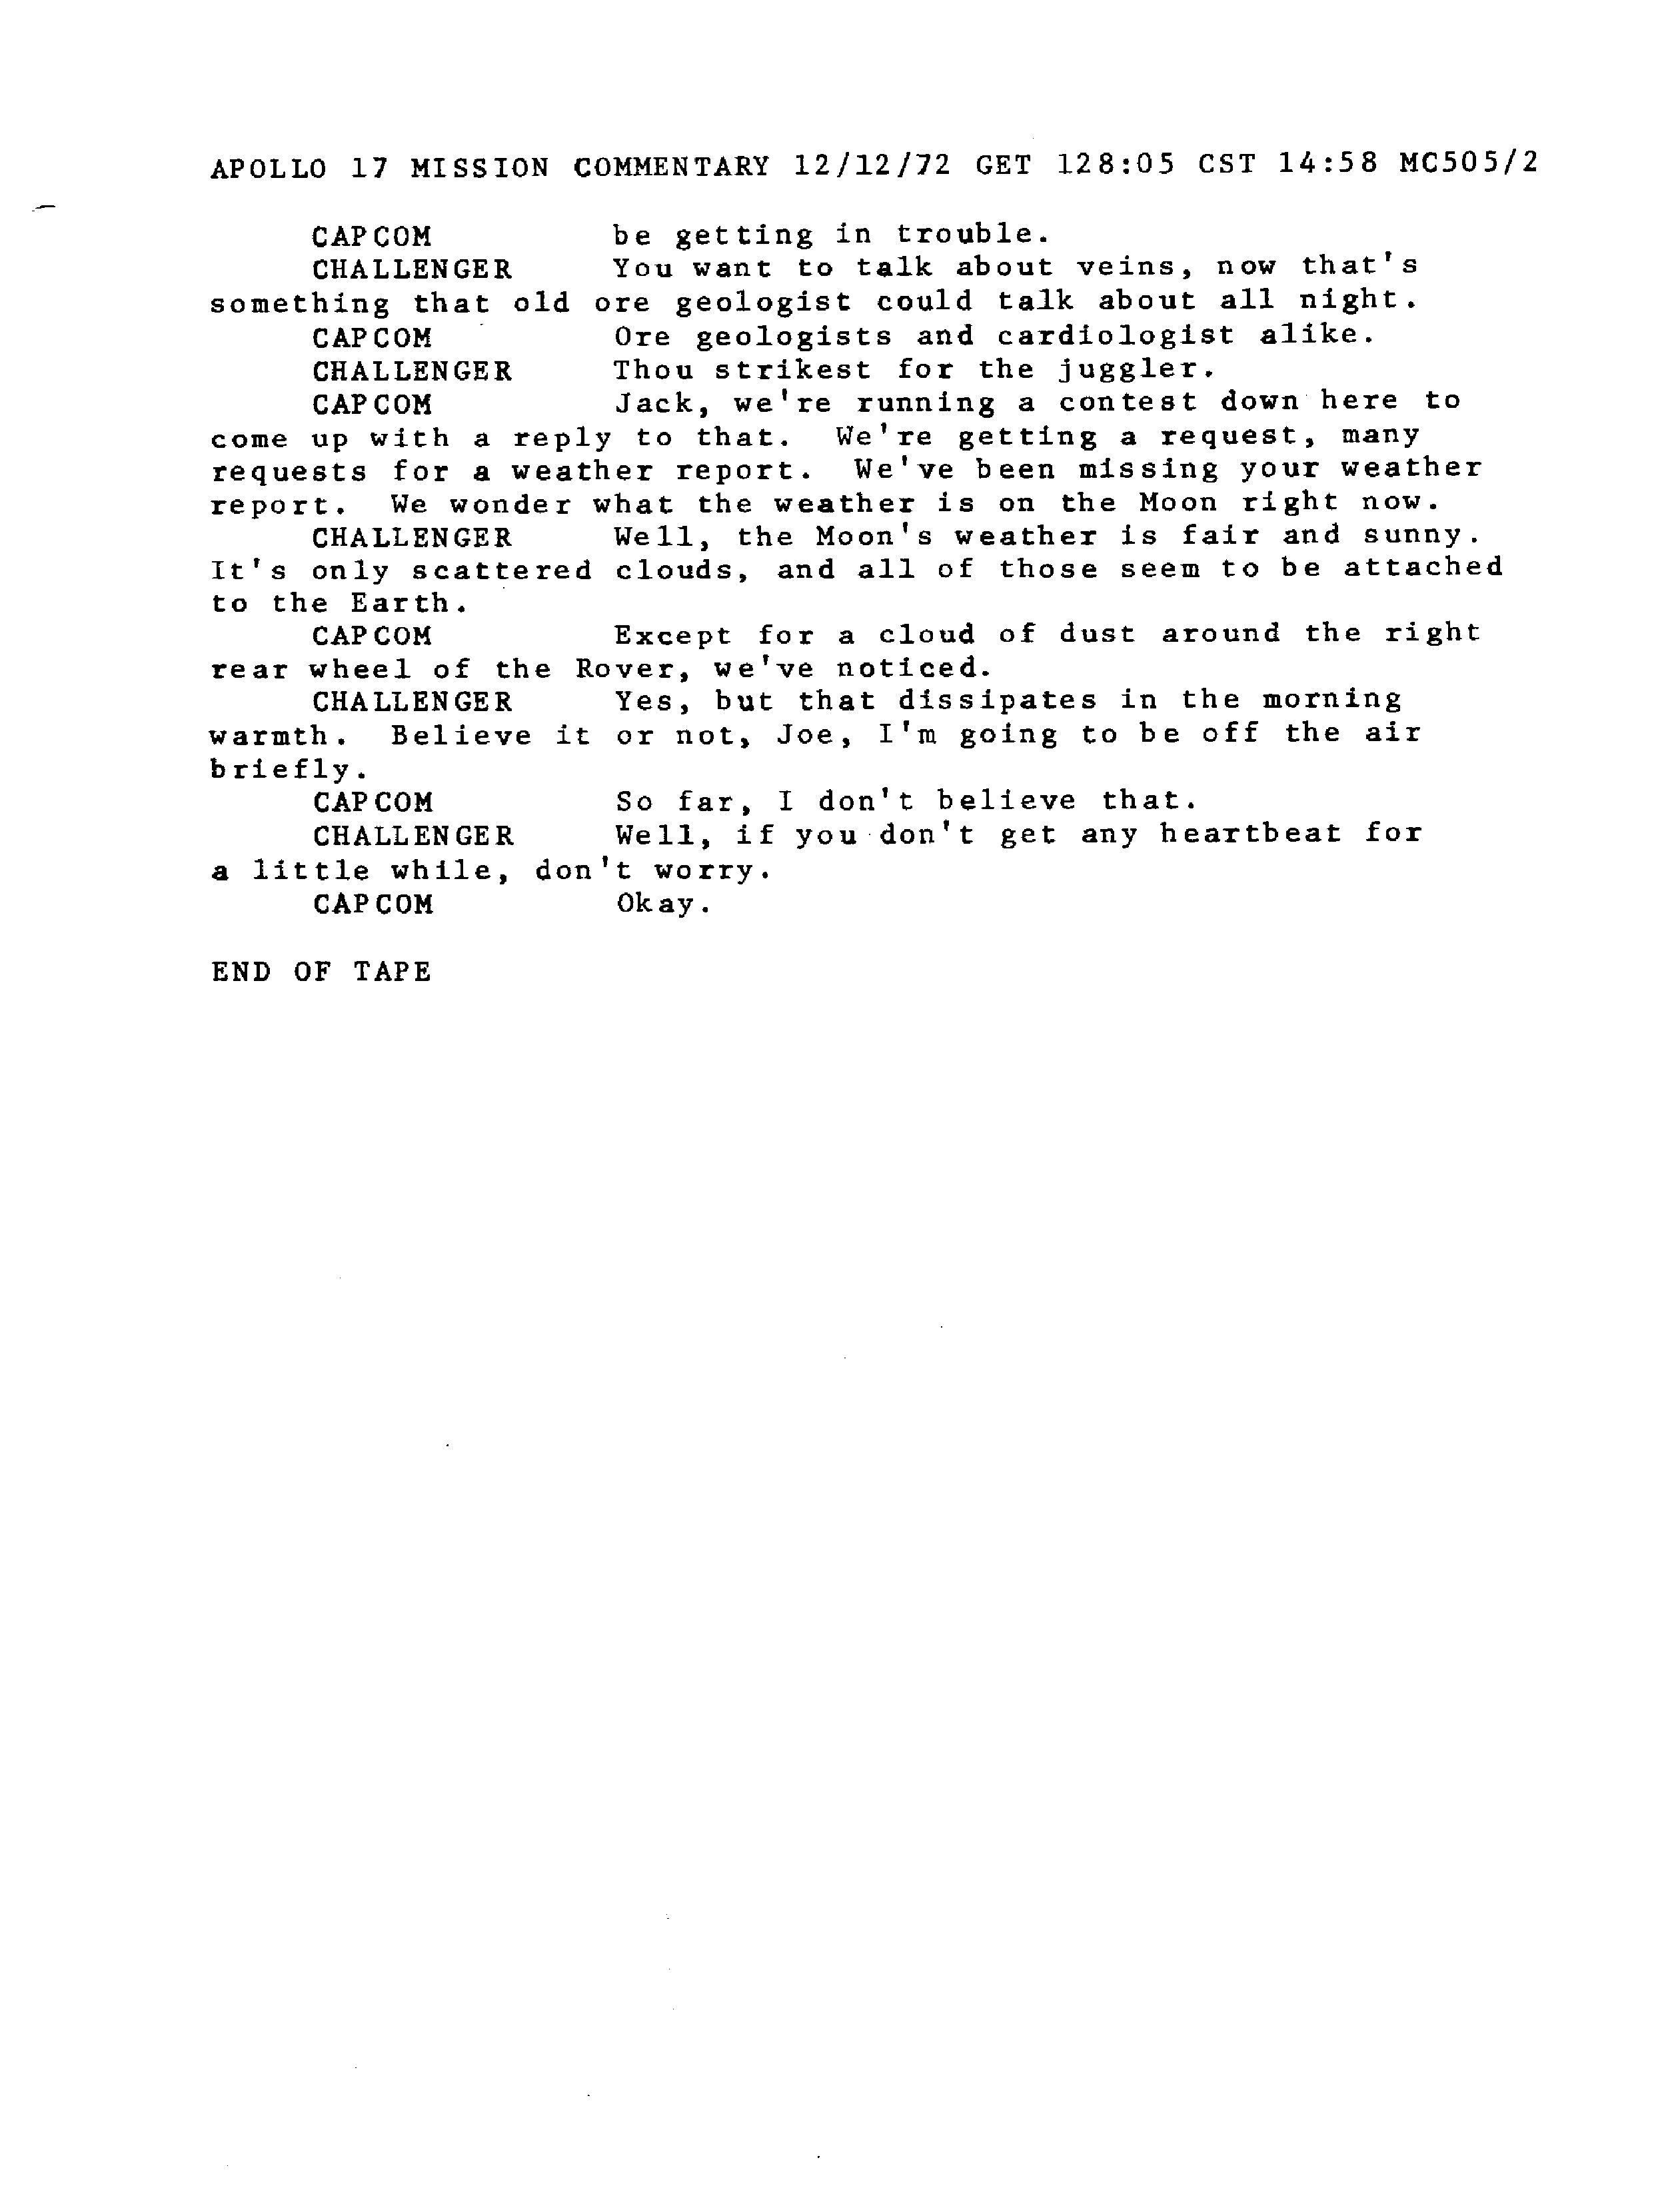 APOLLO 17 MISSION COMMENTARY 12/12/72 GET 128:05 CST 14:58 MC505/2
CAPCOM be getting in trouble.
CHALLENGER You want to talk about veins, now that's
something that old ore geologist could talk about all night.
CAPCOM Ore geologists and cardiologist alike.
CHALLENGER Thou strikest for the juggler.
CAPCOM Jack, we're running a contest down here to
come up with a reply to that. We're getting a request, many
requests for a weather report. We've been missing your weather
report. We wonder what the weather is on the Moon right now.
CHALLENGER Well, the Moon's weather is fair and sunny.
It's only scattered clouds, and all of those seem to be attached
to the Earth.
CAPCOM Except for a cloud of dust around the right
rear wheel of the Rover, we've noticed.
CHALLENGER Yes, but that dissipates in the morning
warmth. Believe it or not, Joe, I'm going to be off the air
briefly.
CAPCOM So far, I don't believe that.
CHALLENGER Well, if you don't get any heartbeat for
a little while, don't worry.
CAPCOM Okay.
END OF TAPE